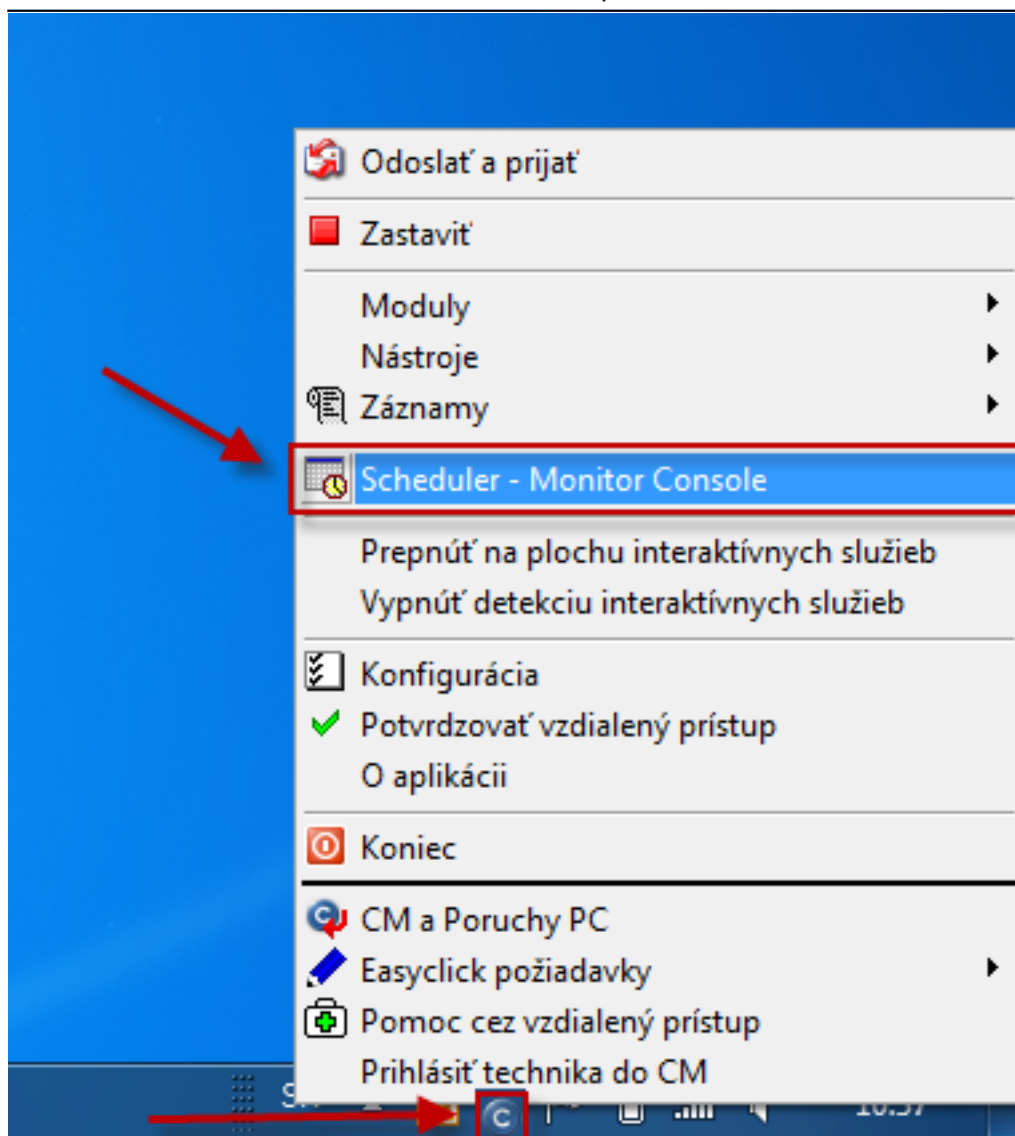 Odoslať a prijať
Zastaviť
Moduly
Nástroje
Záznamy
Scheduler - Monitor Console
Prepnúť na plochu interaktívnych služieb
Vypnúť detekciu interaktívnych služieb
Konfigurácia
Potvrdzovať vzdialený prístup
O aplikácii
Koniec
CM a Poruchy PC
Easyclick požiadavky
Pomoc cez vzdialený prístup
Prihlásiť technika do CM